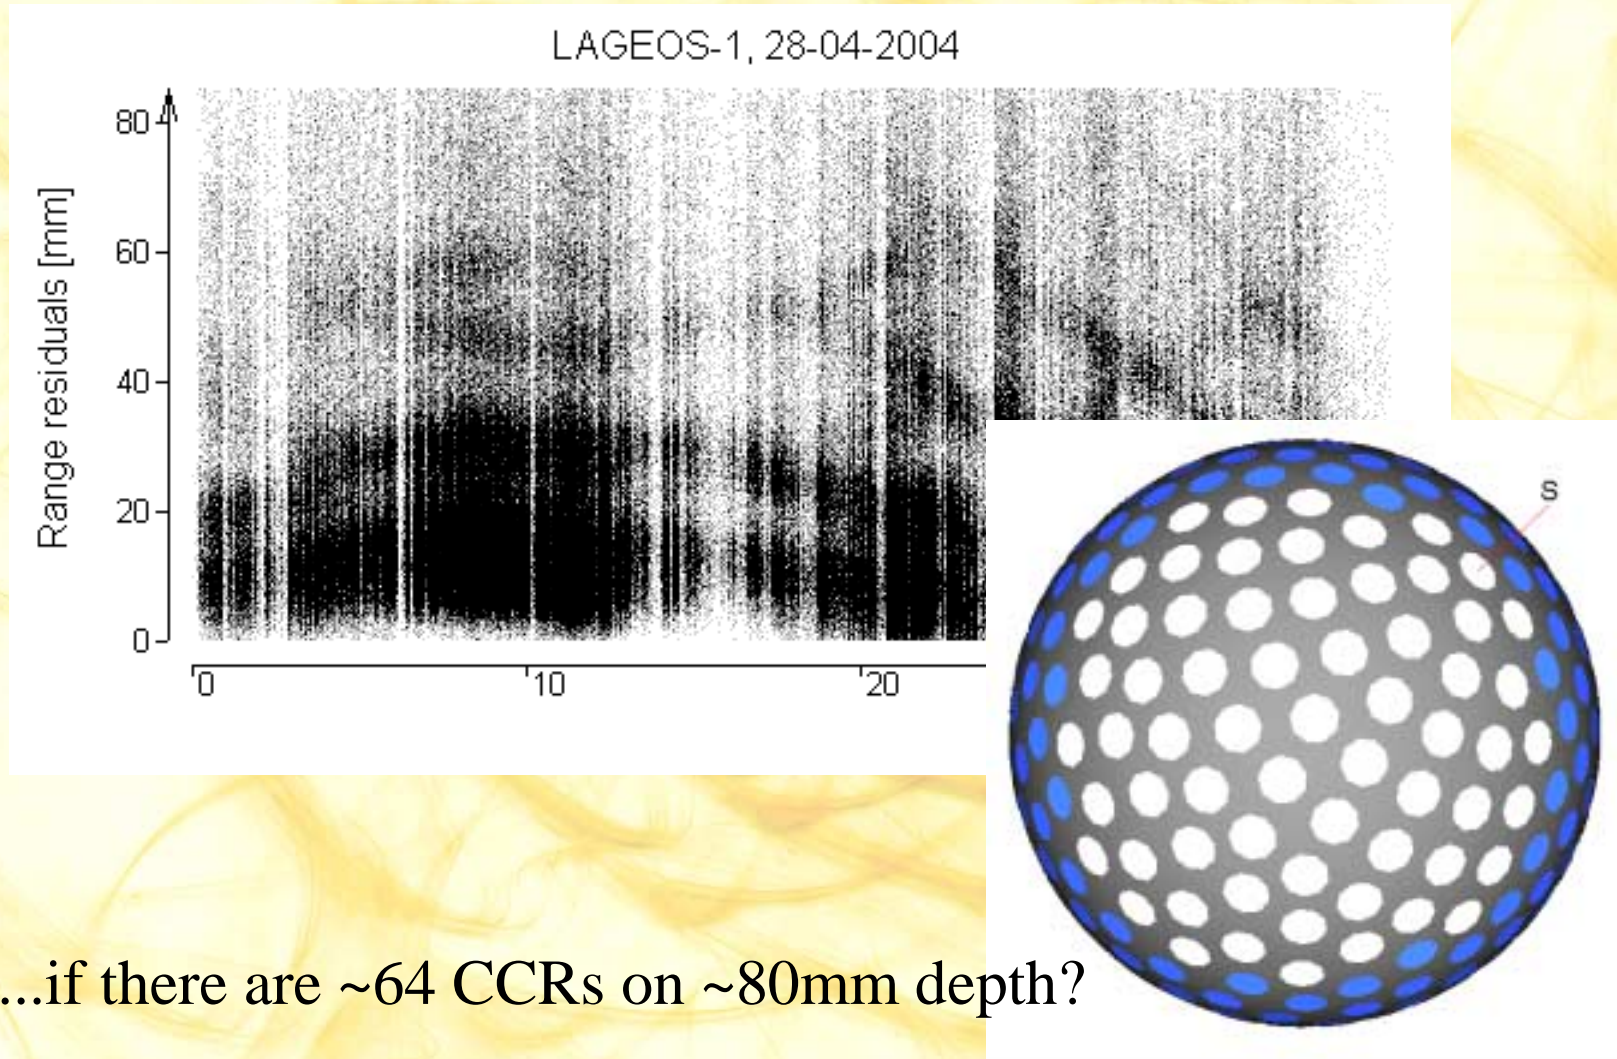 LAGEOS-1, 28-04-2004
Range residuals [mm]
80
60
40
20
0
0 10 20
S
...if there are ~64 CCRs on ~80mm depth?